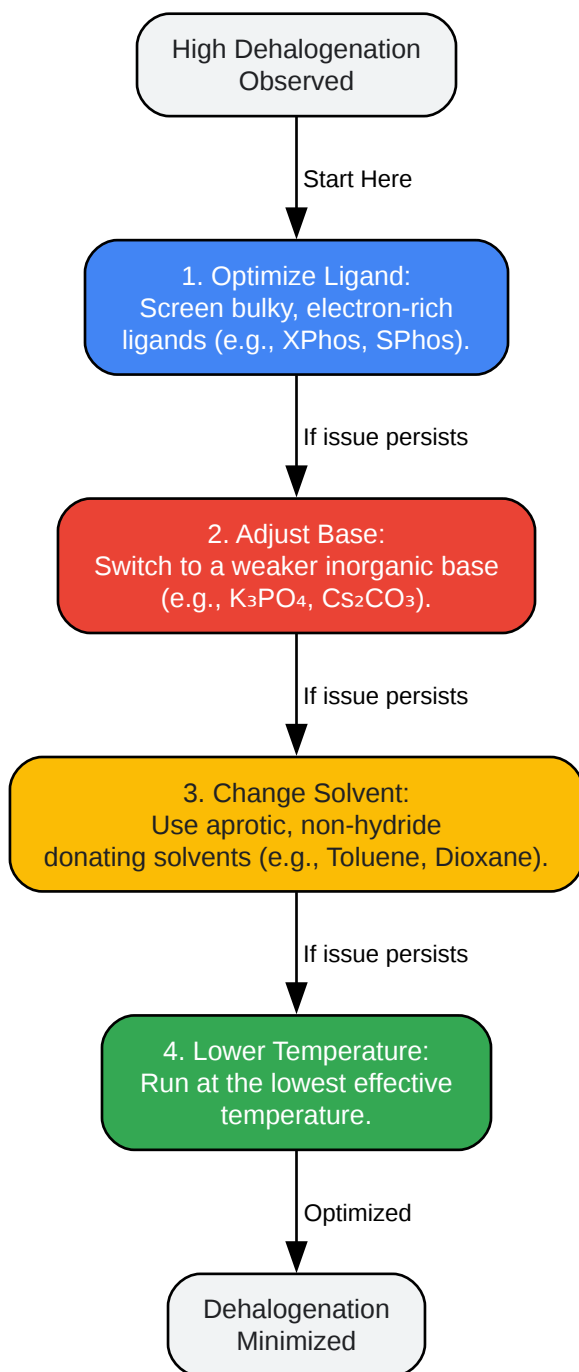 High Dehalogenation
Observed
Start Here
1. Optimize Ligand:
Screen bulky, electron-rich
ligands (e.g., XPhos, SPhos).
If issue persists
2. Adjust Base:
Switch to a weaker inorganic base
(e.g., K₃PO₄, Cs₂CO₃).
If issue persists
3. Change Solvent:
Use aprotic, non-hydride
donating solvents (e.g., Toluene, Dioxane).
If issue persists
4. Lower Temperature:
Run at the lowest effective
temperature.
Optimized
Dehalogenation
Minimized